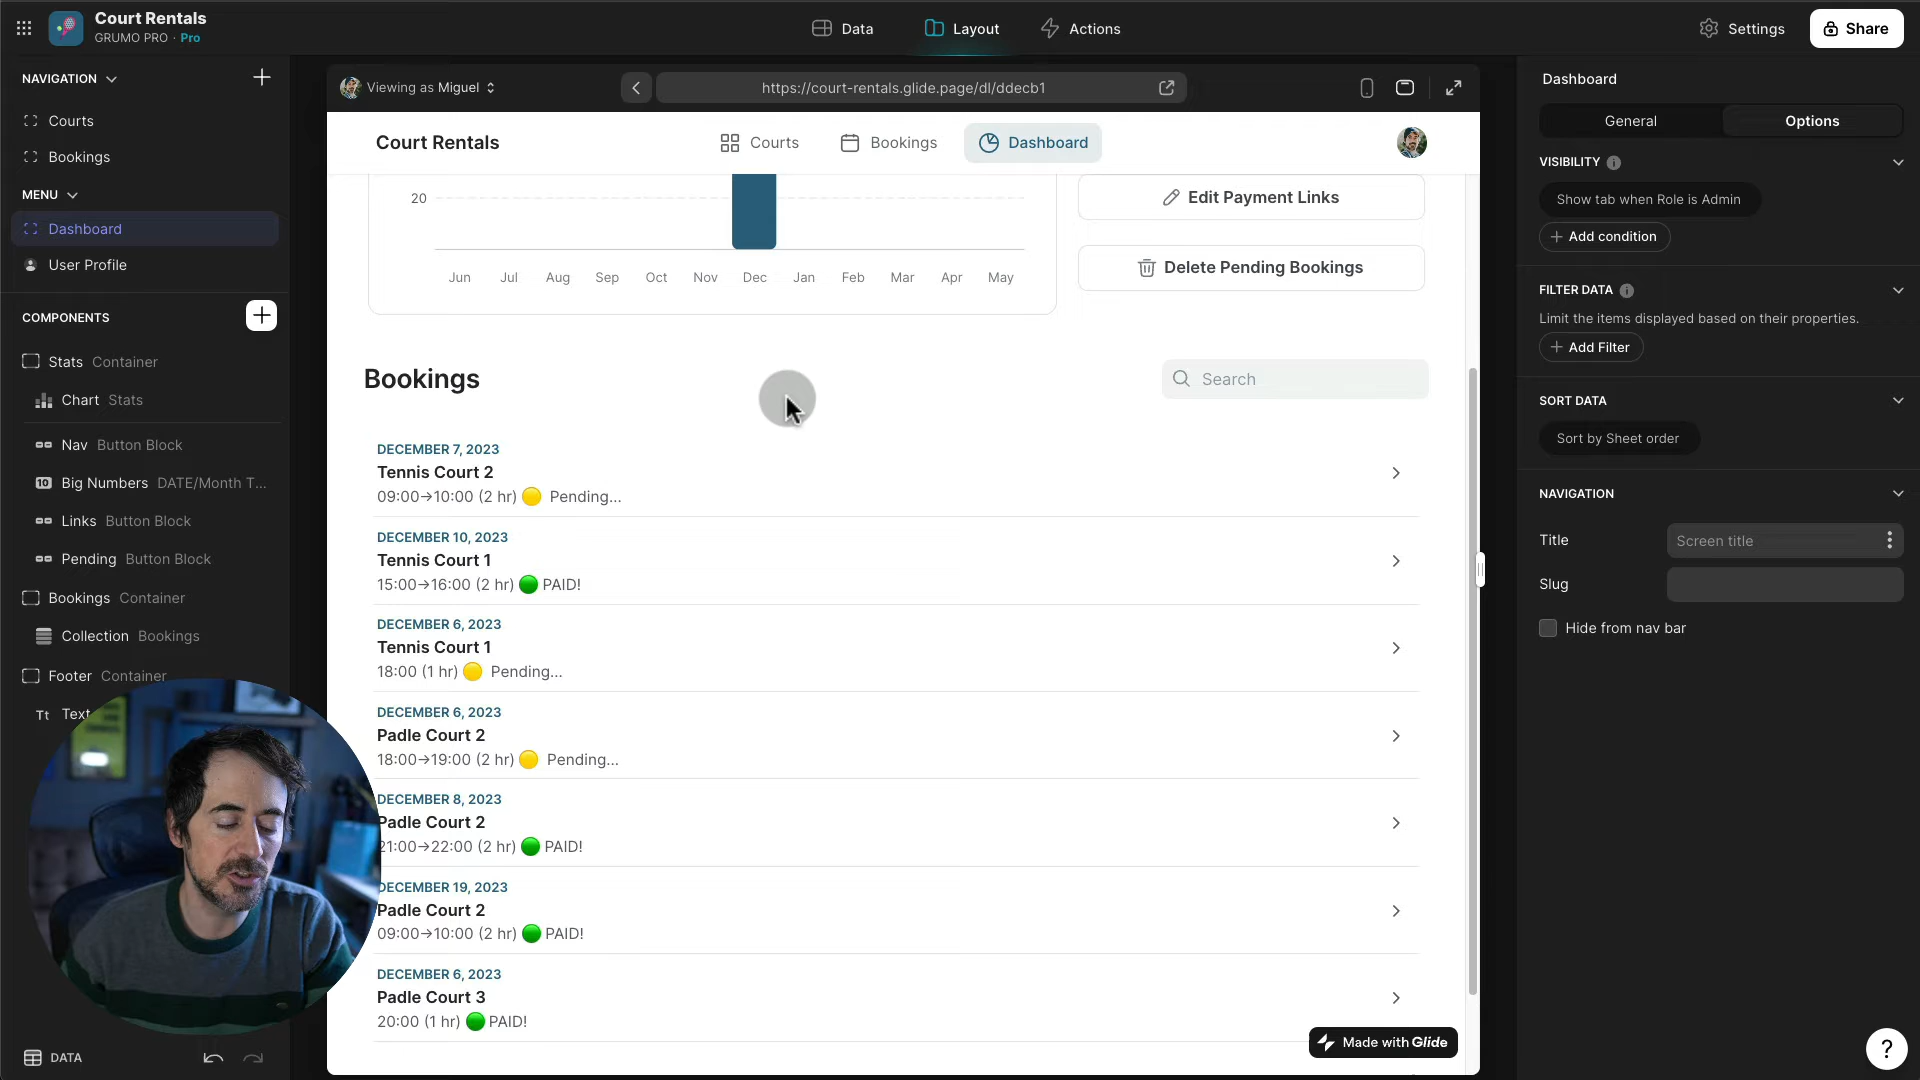 Court Rentals
GRUMO PRO · Pro
Data
Layout
Actions
Settings
Share
NAVIGATION
Courts
Bookings
MENU
Dashboard
User Profile
COMPONENTS
Stats Container
Chart Stats
Nav Button Block
10 Big Numbers DATE/Month T...
Links Button Block
Pending Button Block
Bookings Container
Collection Bookings
Footer Container
Tt Text
DATA
Viewing as Miguel
https://court-rentals.glide.page/dl/ddecb1
Court Rentals
Courts
Bookings
Dashboard
20
Jun Jul Aug Sep Oct Nov Dec Jan Feb Mar Apr May
Edit Payment Links
Delete Pending Bookings
Bookings
Search
DECEMBER 7, 2023
Tennis Court 2
09:00→10:00 (2 hr) 🟡 Pending...
DECEMBER 10, 2023
Tennis Court 1
15:00→16:00 (2 hr) 🟢 PAID!
DECEMBER 6, 2023
Tennis Court 1
18:00 (1 hr) 🟡 Pending...
DECEMBER 6, 2023
Padle Court 2
18:00→19:00 (2 hr) 🟡 Pending...
DECEMBER 8, 2023
Padle Court 2
21:00→22:00 (2 hr) 🟢 PAID!
DECEMBER 19, 2023
Padle Court 2
09:00→10:00 (2 hr) 🟢 PAID!
DECEMBER 6, 2023
Padle Court 3
20:00 (1 hr) 🟢 PAID!
Made with Glide
Dashboard
General
Options
VISIBILITY
Show tab when Role is Admin
+ Add condition
FILTER DATA
Limit the items displayed based on their properties.
+ Add Filter
SORT DATA
Sort by Sheet order
NAVIGATION
Title
Screen title
Slug
Hide from nav bar
?